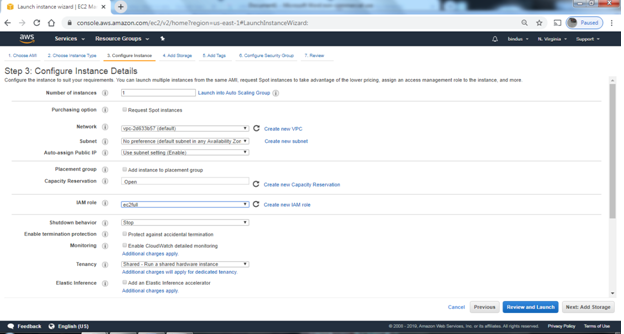 Launch instance wizard | EC2 Man
console.aws.amazon.com/ec2/v2/home?region=us-east-1#LaunchInstanceWizard:
Paused
aws
Services
Resource Groups
bindus
N. Virginia
Support
1. Choose AMI
2. Choose Instance Type
3. Configure Instance
4. Add Storage
5. Add Tags
6. Configure Security Group
7. Review
Step 3: Configure Instance Details
Configure the instance to suit your requirements. You can launch multiple instances from the same AMI, request Spot instances to take advantage of the lower pricing, assign an access management role to the instance, and more.
Number of instances
1
Launch into Auto Scaling Group
Purchasing option
Request Spot instances
Network
vpc-2d633b57 (default)
Create new VPC
Subnet
No preference (default subnet in any Availability Zon
Create new subnet
Auto-assign Public IP
Use subnet setting (Enable)
Placement group
Add instance to placement group
Capacity Reservation
Open
Create new Capacity Reservation
IAM role
ec2full
Create new IAM role
Shutdown behavior
Stop
Enable termination protection
Protect against accidental termination
Monitoring
Enable CloudWatch detailed monitoring
Additional charges apply.
Tenancy
Shared - Run a shared hardware instance
Additional charges will apply for dedicated tenancy.
Elastic Inference
Add an Elastic Inference accelerator
Additional charges apply.
Cancel
Previous
Review and Launch
Next: Add Storage
Feedback
English (US)
© 2008 - 2019, Amazon Web Services, Inc. or its affiliates. All rights reserved.
Privacy Policy
Terms of Use